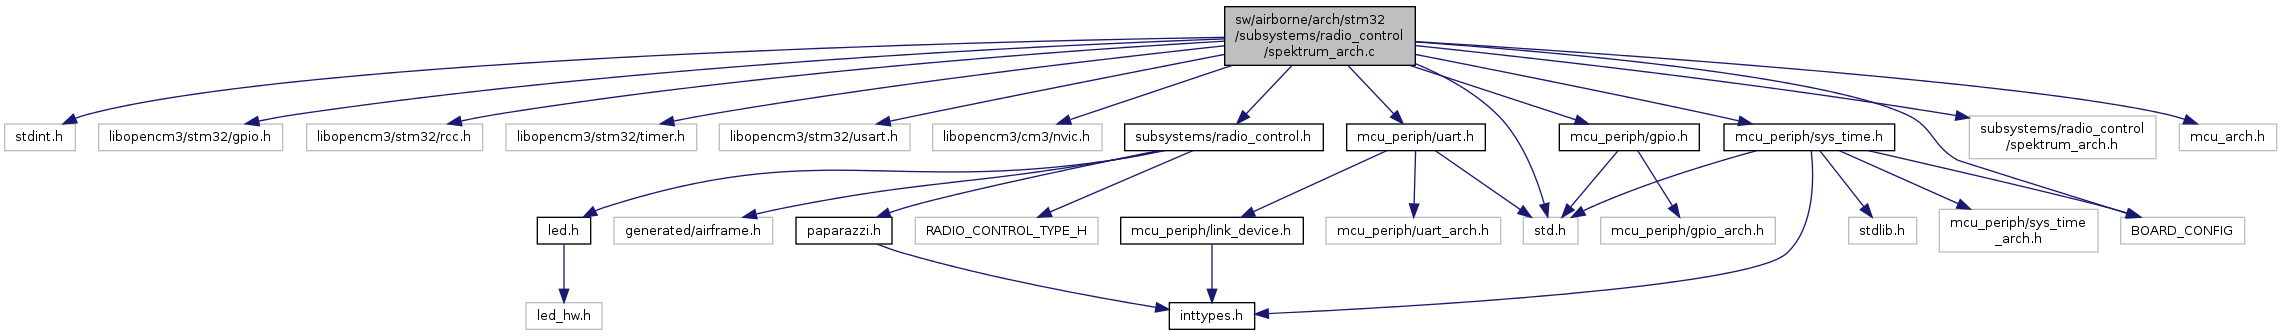 sw/airborne/arch/stm32
/subsystems/radio_control
/spektrum_arch.c
stdint.h
libopencm3/stm32/gpio.h
libopencm3/stm32/rcc.h
libopencm3/stm32/timer.h
libopencm3/stm32/usart.h
libopencm3/cm3/nvic.h
subsystems/radio_control.h
mcu_periph/uart.h
mcu_periph/gpio.h
mcu_periph/sys_time.h
subsystems/radio_control
/spektrum_arch.h
mcu_arch.h
led.h
generated/airframe.h
paparazzi.h
RADIO_CONTROL_TYPE_H
mcu_periph/link_device.h
mcu_periph/uart_arch.h
std.h
mcu_periph/gpio_arch.h
stdlib.h
mcu_periph/sys_time
_arch.h
BOARD_CONFIG
led_hw.h
inttypes.h